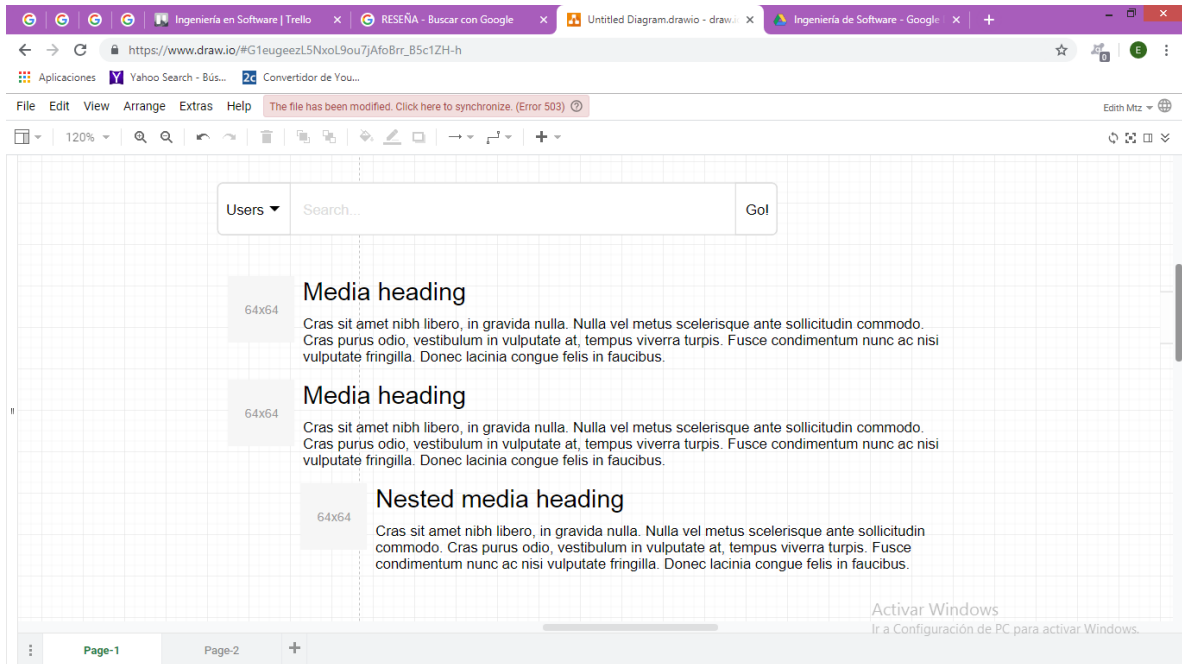 Ingeniería en Software | Trello
RESEÑA - Buscar con Google
Untitled Diagram.drawio - draw.i
Ingeniería de Software - Google
https://www.draw.io/#G1eugeezL5NxoL9ou7jAfoBrr_B5c1ZH-h
0
E
Aplicaciones
Yahoo Search - Bús...
2c Convertidor de You...
File Edit View Arrange Extras Help The file has been modified. Click here to synchronize. (Error 503)
Edith Mtz
120%
Users Search... Go!
64x64
Media heading
Cras sit amet nibh libero, in gravida nulla. Nulla vel metus scelerisque ante sollicitudin commodo.
Cras purus odio, vestibulum in vulputate at, tempus viverra turpis. Fusce condimentum nunc ac nisi
vulputate fringilla. Donec lacinia congue felis in faucibus.
64x64
Media heading
Cras sit amet nibh libero, in gravida nulla. Nulla vel metus scelerisque ante sollicitudin commodo.
Cras purus odio, vestibulum in vulputate at, tempus viverra turpis. Fusce condimentum nunc ac nisi
vulputate fringilla. Donec lacinia congue felis in faucibus.
64x64
Nested media heading
Cras sit amet nibh libero, in gravida nulla. Nulla vel metus scelerisque ante sollicitudin
commodo. Cras purus odio, vestibulum in vulputate at, tempus viverra turpis. Fusce
condimentum nunc ac nisi vulputate fringilla. Donec lacinia congue felis in faucibus.
Activar Windows
Ir a Configuración de PC para activar Windows.
Page-1 Page-2